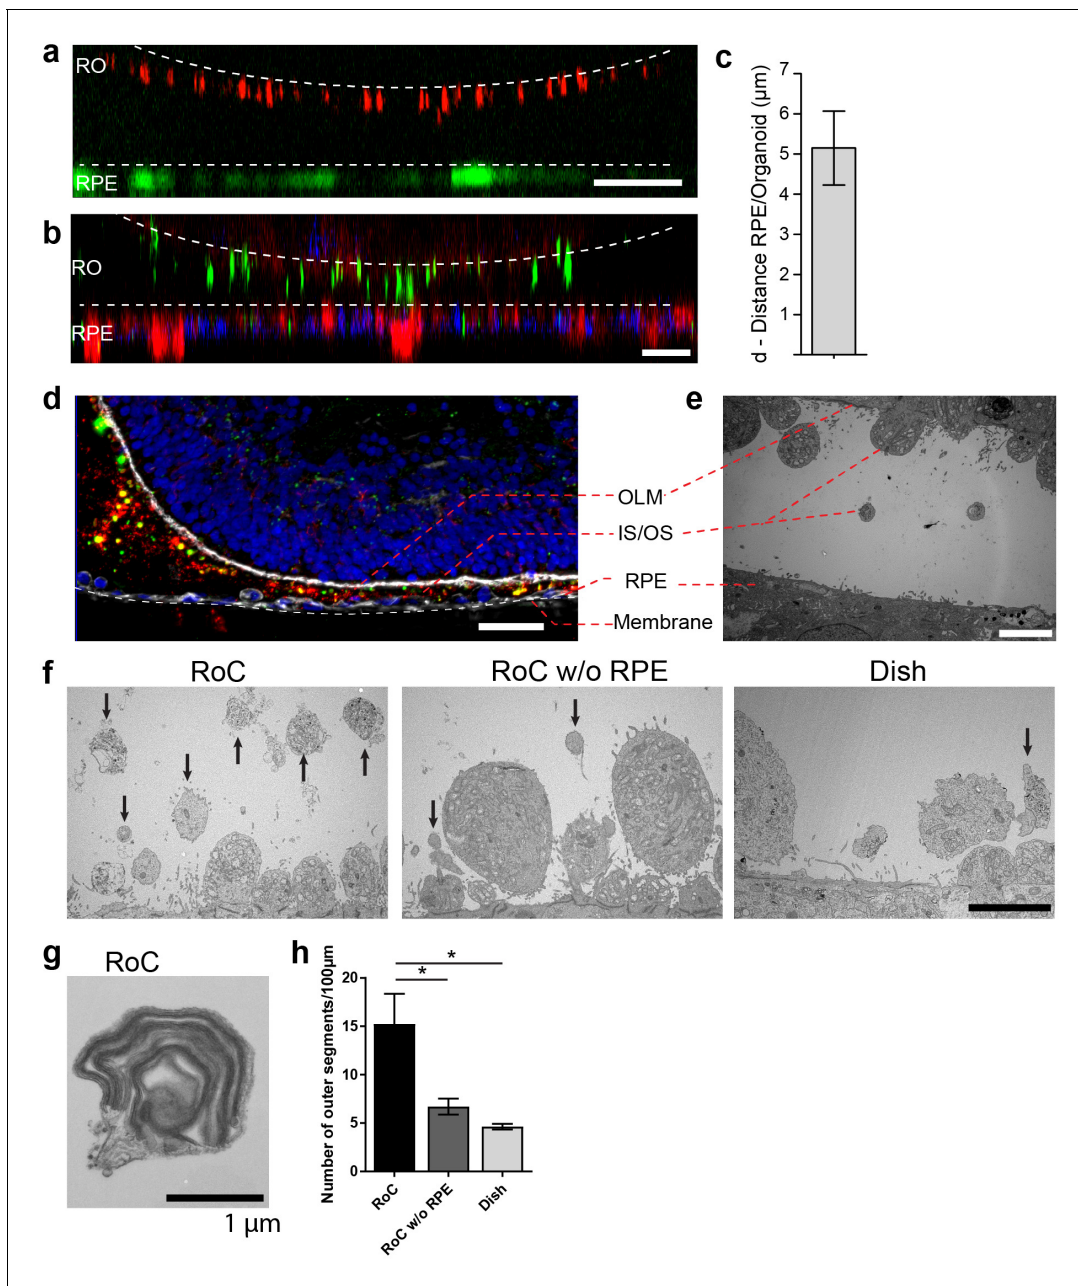 a
RO
RPE
b
RO
RPE
c
d - Distance RPE/Organoid (µm)
7
6
5
4
3
2
1
d
e
OLM
IS/OS
RPE
Membrane
f
RoC
RoC w/o RPE
Dish
g
RoC
1 µm
h
*
*
Number of outer segments/100µm
20
15
10
5
0
RoC
RoC w/o RPE
Dish